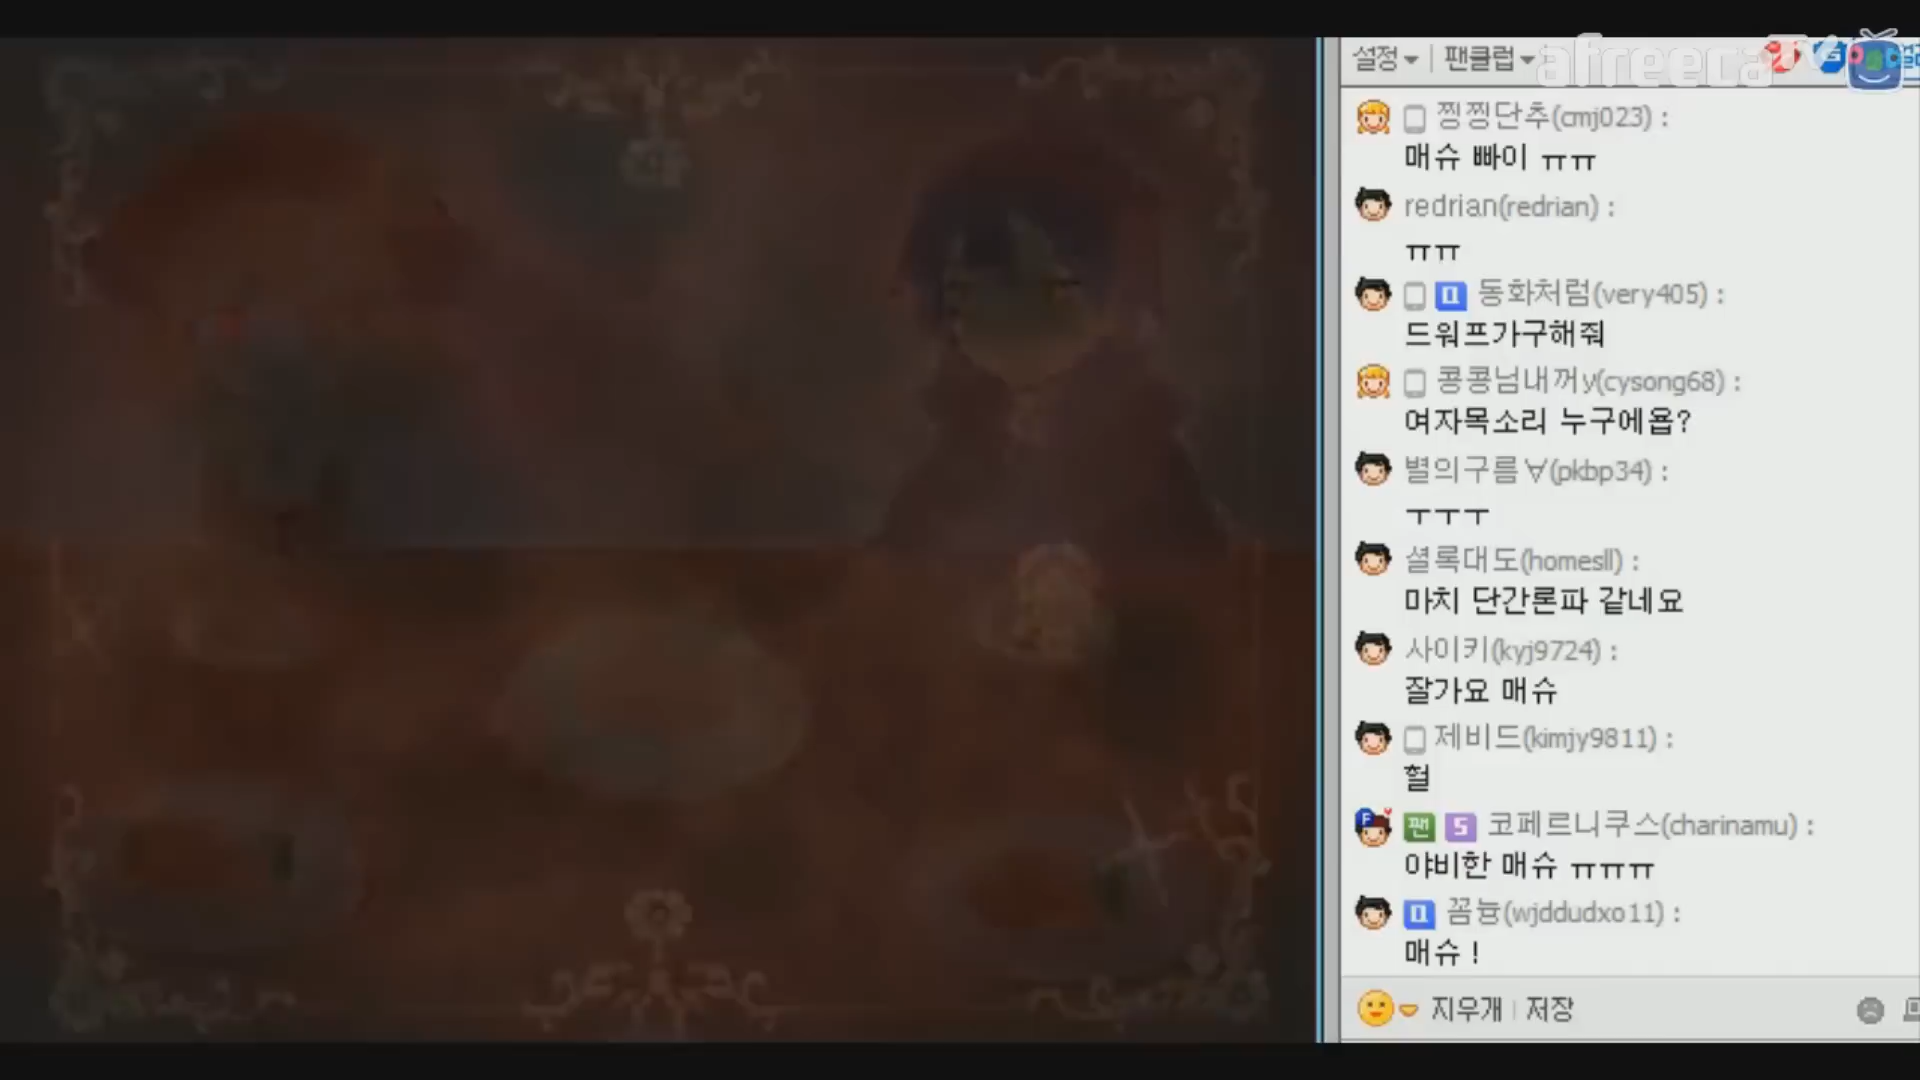 설정 팬클럽
afreecaTV
찡찡단추(cmj023) :
매슈 빠이 ㅠㅠ
redrian(redrian) :
ㅠㅠ
동화처럼(very405) :
드워프가구해줘
콩콩님내꺼y(cysong68) :
여자목소리 누구에욥?
별의구름∀(pkbp34) :
ㅜㅜㅜ
셜록대도(homesll) :
마치 단간론파 같네요
사이키(kyj9724) :
잘가요 매슈
제비드(kimjy9811) :
헐
팬 S 코페르니쿠스(charinamu) :
야비한 매슈 ㅠㅠㅠ
꼼늉(wjddudxo11) :
매슈 !
지우개 저장